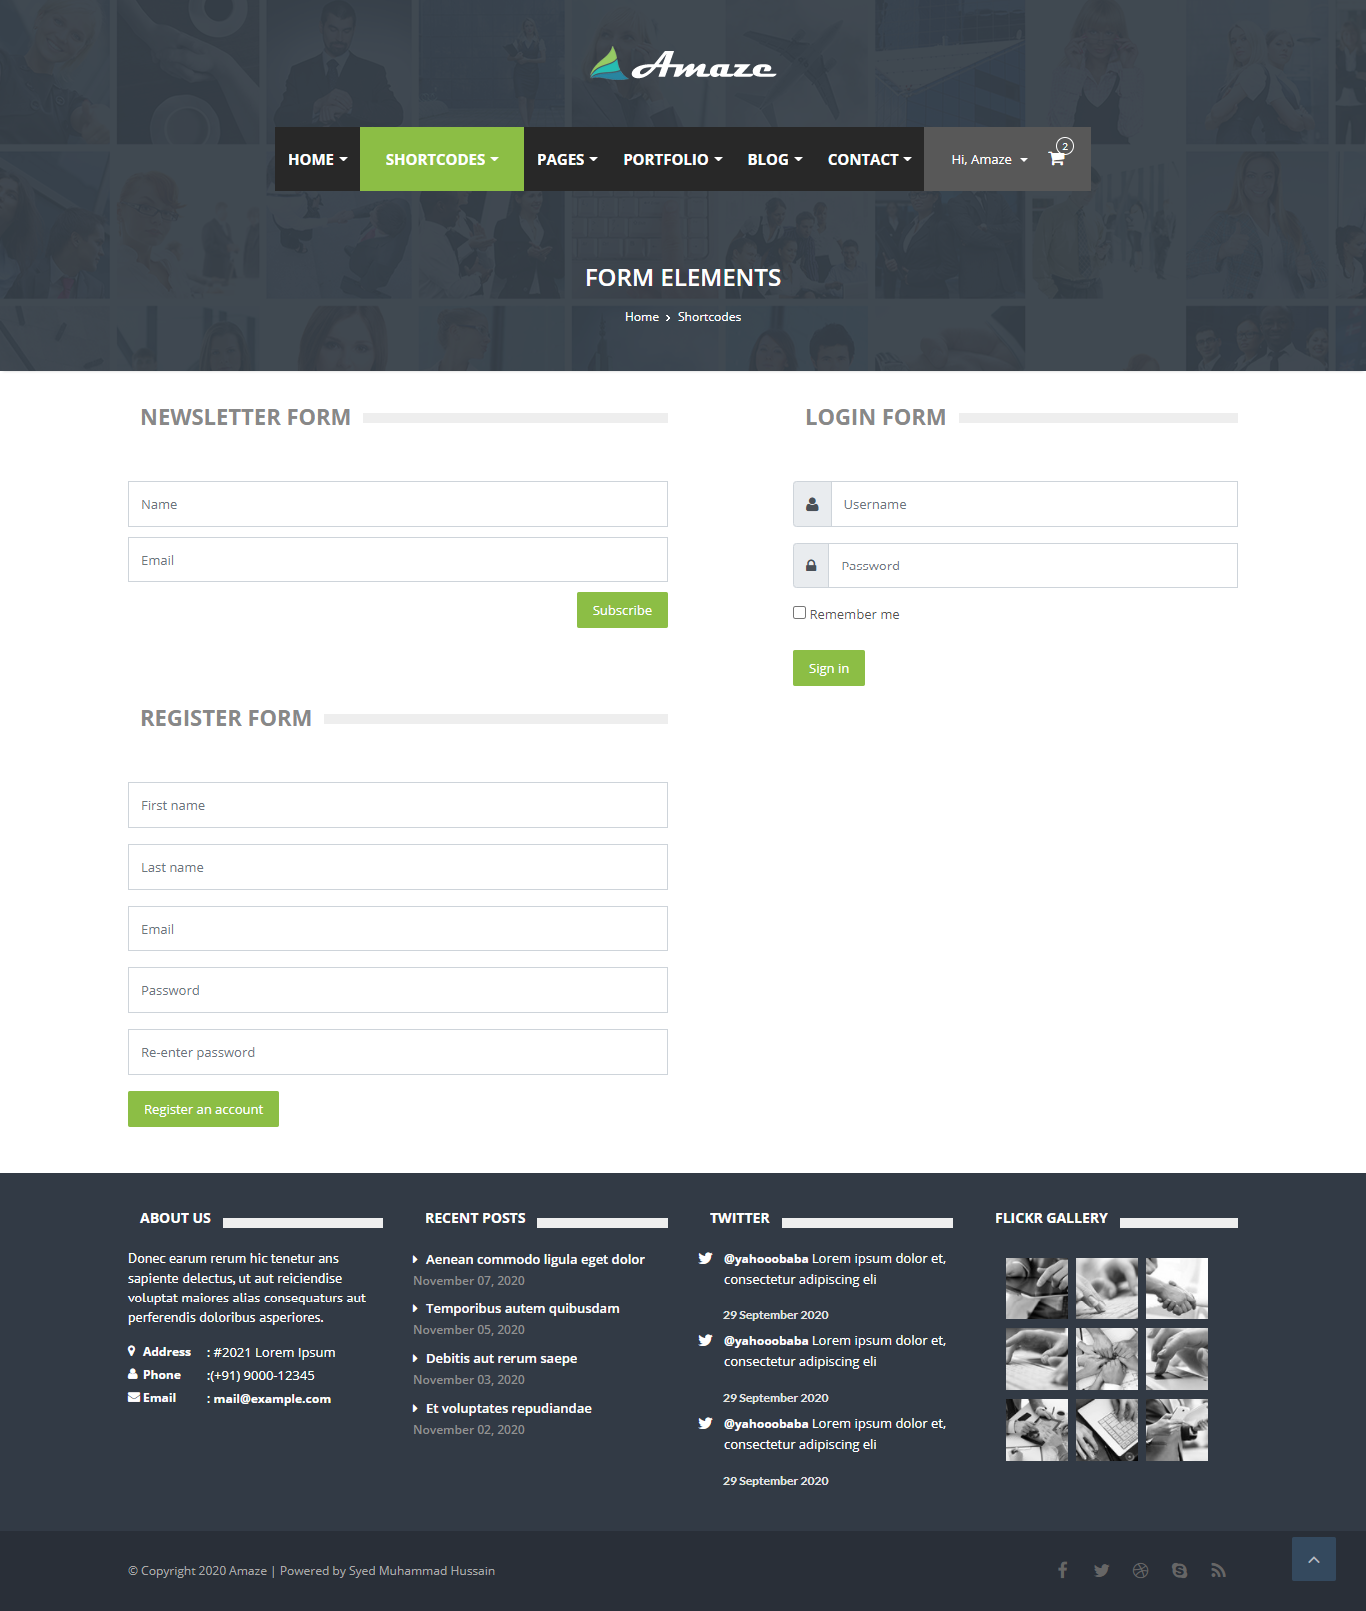 Amaze
HOME SHORTCODES PAGES PORTFOLIO BLOG CONTACT Hi, Amaze 2
FORM ELEMENTS
Home › Shortcodes
NEWSLETTER FORM
Name
Email
Subscribe
LOGIN FORM
Username
Password
Remember me
Sign in
REGISTER FORM
First name
Last name
Email
Password
Re-enter password
Register an account
ABOUT US
Donec earum rerum hic tenetur ans
sapiente delectus, ut aut reiciendise
voluptat maiores alias consequaturs aut
perferendis doloribus asperiores.
Address : #2021 Lorem Ipsum
Phone :(+91) 9000-12345
Email : mail@example.com
RECENT POSTS
Aenean commodo ligula eget dolor
November 07, 2020
Temporibus autem quibusdam
November 05, 2020
Debitis aut rerum saepe
November 03, 2020
Et voluptates repudiandae
November 02, 2020
TWITTER
@yahooobaba Lorem ipsum dolor et,
consectetur adipiscing eli
29 September 2020
@yahooobaba Lorem ipsum dolor et,
consectetur adipiscing eli
29 September 2020
@yahooobaba Lorem ipsum dolor et,
consectetur adipiscing eli
29 September 2020
FLICKR GALLERY
© Copyright 2020 Amaze | Powered by Syed Muhammad Hussain